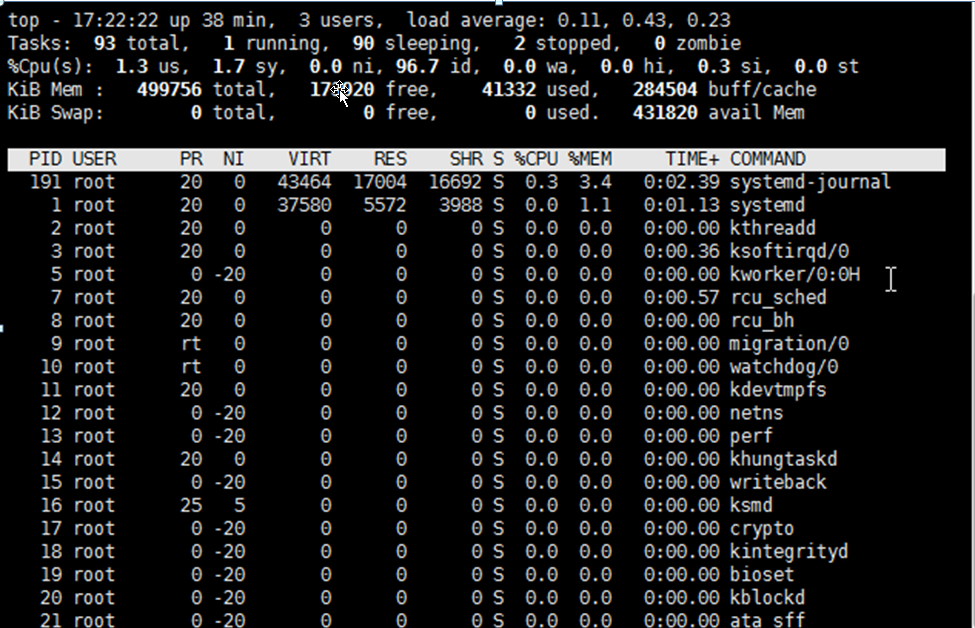 top - 17:22:22 up 38 min,  3 users,  load average: 0.11, 0.43, 0.23
Tasks:  93 total,   1 running,  90 sleeping,   2 stopped,   0 zombie
%Cpu(s):  1.3 us,  1.7 sy,  0.0 ni, 96.7 id,  0.0 wa,  0.0 hi,  0.3 si,  0.0 st
KiB Mem :   499756 total,   free,    41332 used,   284504 buff/cache
KiB Swap:        0 total,        0 free,        0 used.   431820 avail Mem
PID USER      PR  NI    VIRT    RES    SHR S %CPU %MEM     TIME+ COMMAND
191 root      20   0   43464  17004  16692 S  0.3  3.4   0:02.39 systemd-journal
1 root      20   0   37580   5572   3988 S  0.0  1.1   0:01.13 systemd
2 root      20   0       0      0      0 S  0.0  0.0   0:00.00 kthreadd
3 root      20   0       0      0      0 S  0.0  0.0   0:00.36 ksoftirqd/0
5 root       0 -20       0      0      0 S  0.0  0.0   0:00.00 kworker/0:0H
7 root      20   0       0      0      0 S  0.0  0.0   0:00.57 rcu_sched
8 root      20   0       0      0      0 S  0.0  0.0   0:00.00 rcu_bh
9 root      rt   0       0      0      0 S  0.0  0.0   0:00.00 migration/0
10 root      rt   0       0      0      0 S  0.0  0.0   0:00.00 watchdog/0
11 root      20   0       0      0      0 S  0.0  0.0   0:00.00 kdevtmpfs
12 root       0 -20       0      0      0 S  0.0  0.0   0:00.00 netns
13 root       0 -20       0      0      0 S  0.0  0.0   0:00.00 perf
14 root      20   0       0      0      0 S  0.0  0.0   0:00.00 khungtaskd
15 root       0 -20       0      0      0 S  0.0  0.0   0:00.00 writeback
16 root      25   5       0      0      0 S  0.0  0.0   0:00.00 ksmd
17 root       0 -20       0      0      0 S  0.0  0.0   0:00.00 crypto
18 root       0 -20       0      0      0 S  0.0  0.0   0:00.00 kintegrityd
19 root       0 -20       0      0      0 S  0.0  0.0   0:00.00 bioset
20 root       0 -20       0      0      0 S  0.0  0.0   0:00.00 kblockd
21 root       0 -20       0      0      0 S  0.0  0.0   0:00.00 ata_sff